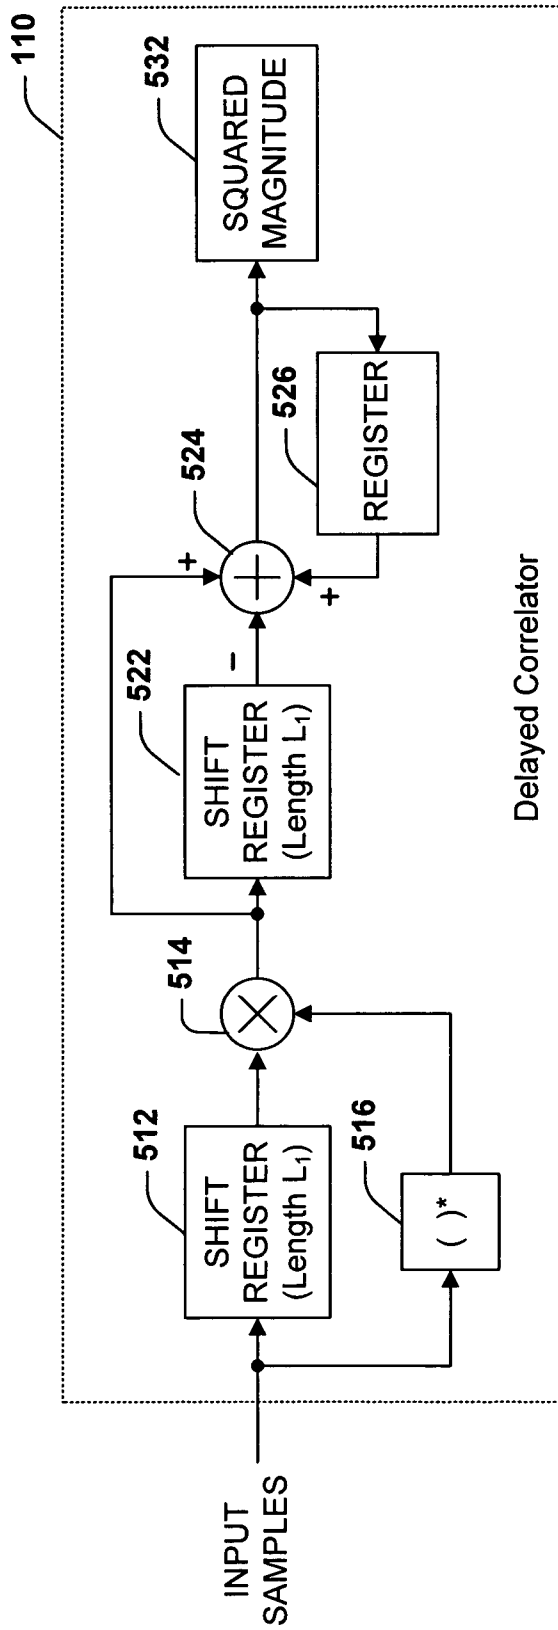 INPUT
SAMPLES
110
512
SHIFT
REGISTER
(Length L₁)
516
( )*
514
522
SHIFT
REGISTER
(Length L₁)
−
+
524
+
526
REGISTER
532
SQUARED
MAGNITUDE
Delayed Correlator